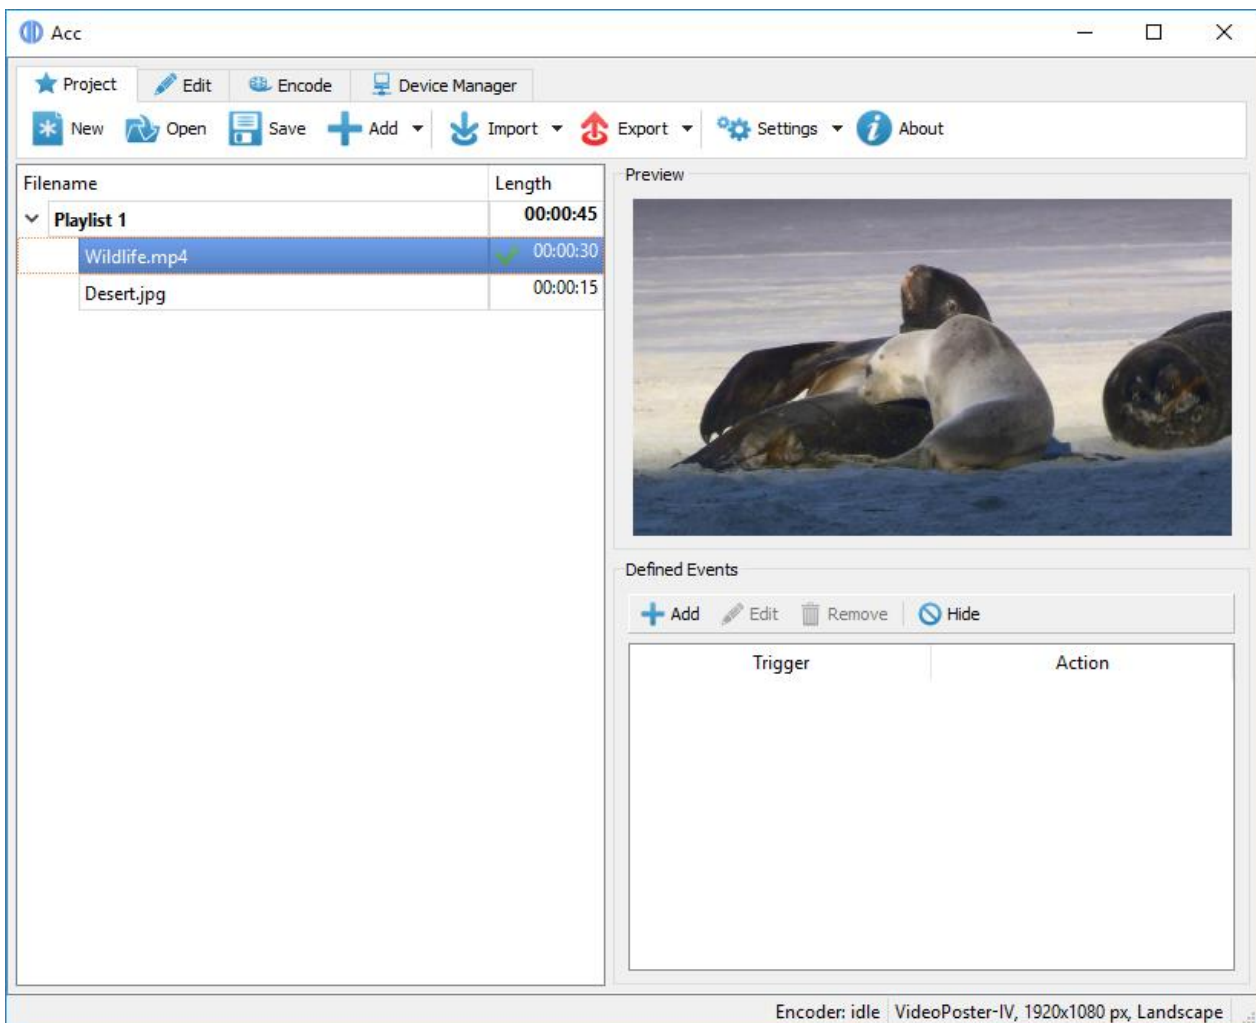 Acc
Project Edit Encode Device Manager
New Open Save Add Import Export Settings About
Filename Length
Playlist 1 00:00:45
Wildlife.mp4 00:00:30
Desert.jpg 00:00:15
Preview
Defined Events
Add Edit Remove Hide
Trigger Action
Encoder: idle VideoPoster-IV, 1920x1080 px, Landscape